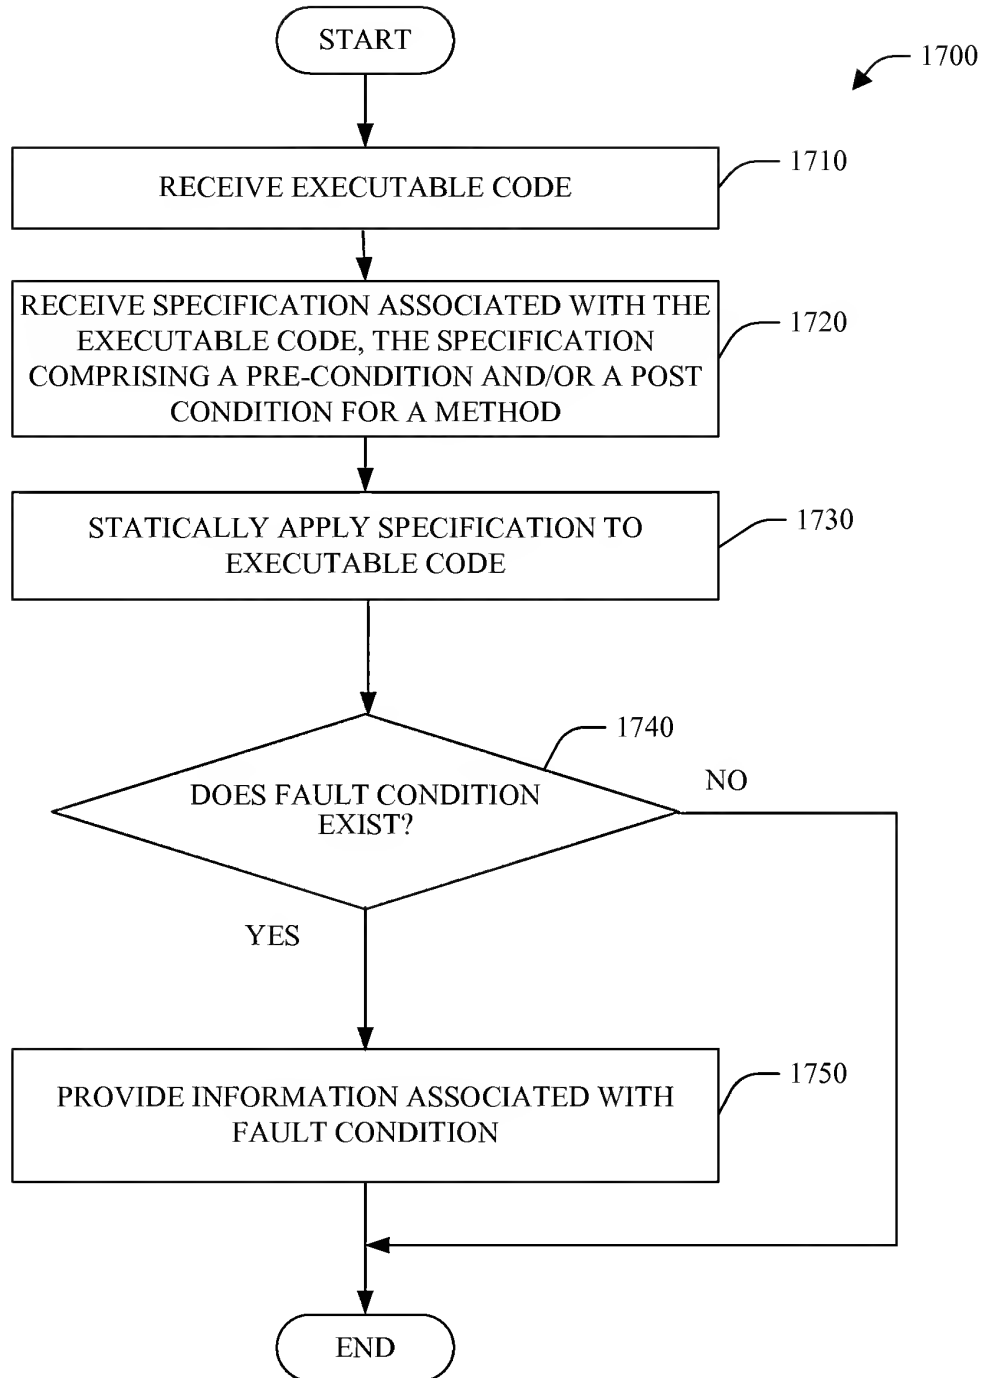 START
1700
1710
RECEIVE EXECUTABLE CODE
RECEIVE SPECIFICATION ASSOCIATED WITH THE
EXECUTABLE CODE, THE SPECIFICATION
COMPRISING A PRE-CONDITION AND/OR A POST
CONDITION FOR A METHOD
1720
STATICALLY APPLY SPECIFICATION TO
EXECUTABLE CODE
1730
1740
DOES FAULT CONDITION
EXIST?
NO
YES
PROVIDE INFORMATION ASSOCIATED WITH
FAULT CONDITION
1750
END